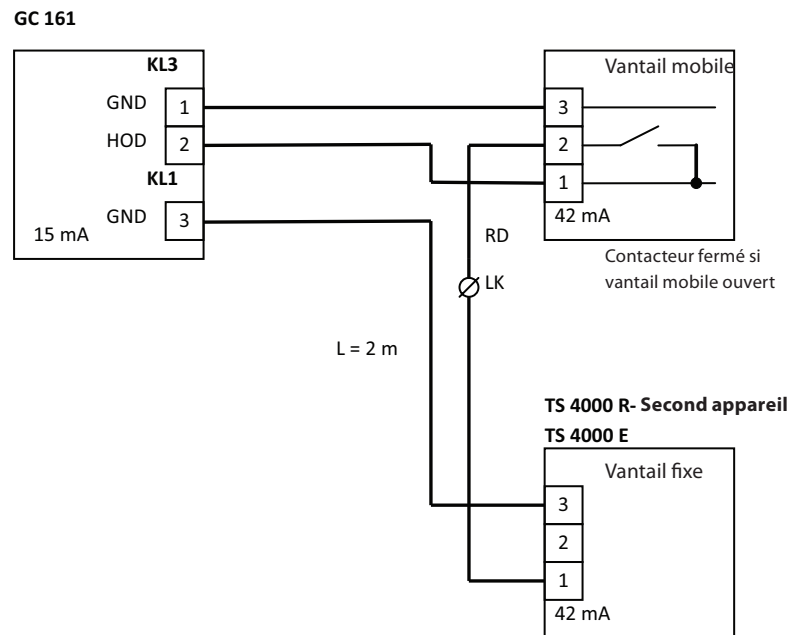 GC 161
KL3
GND 1
HOD 2
KL1
GND 3
15 mA
Vantail mobile
3
2
1
42 mA
Contacteur fermé si
vantail mobile ouvert
RD
LK
L = 2 m
TS 4000 R- Second appareil
TS 4000 E
Vantail fixe
3
2
1
42 mA